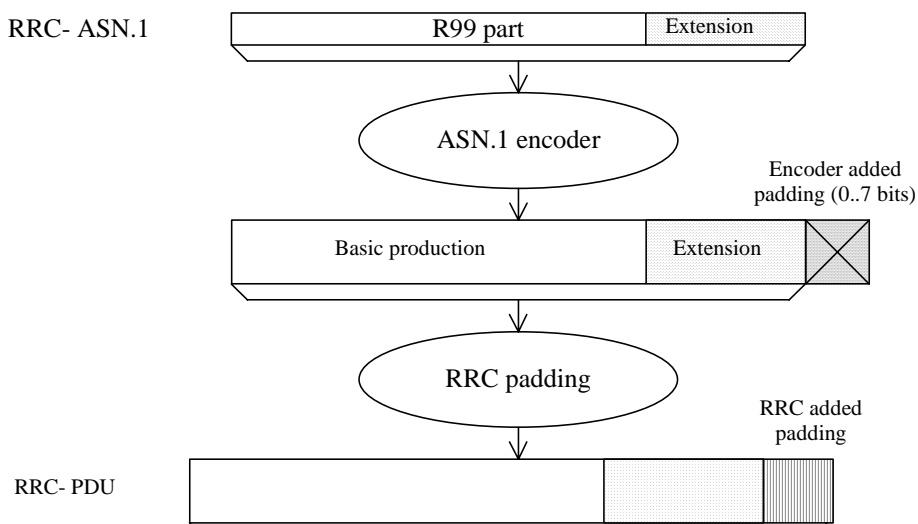 RRC- ASN.1
R99 part
Extension
ASN.1 encoder
Encoder added
padding (0..7 bits)
Basic production
Extension
RRC padding
RRC added
padding
RRC- PDU